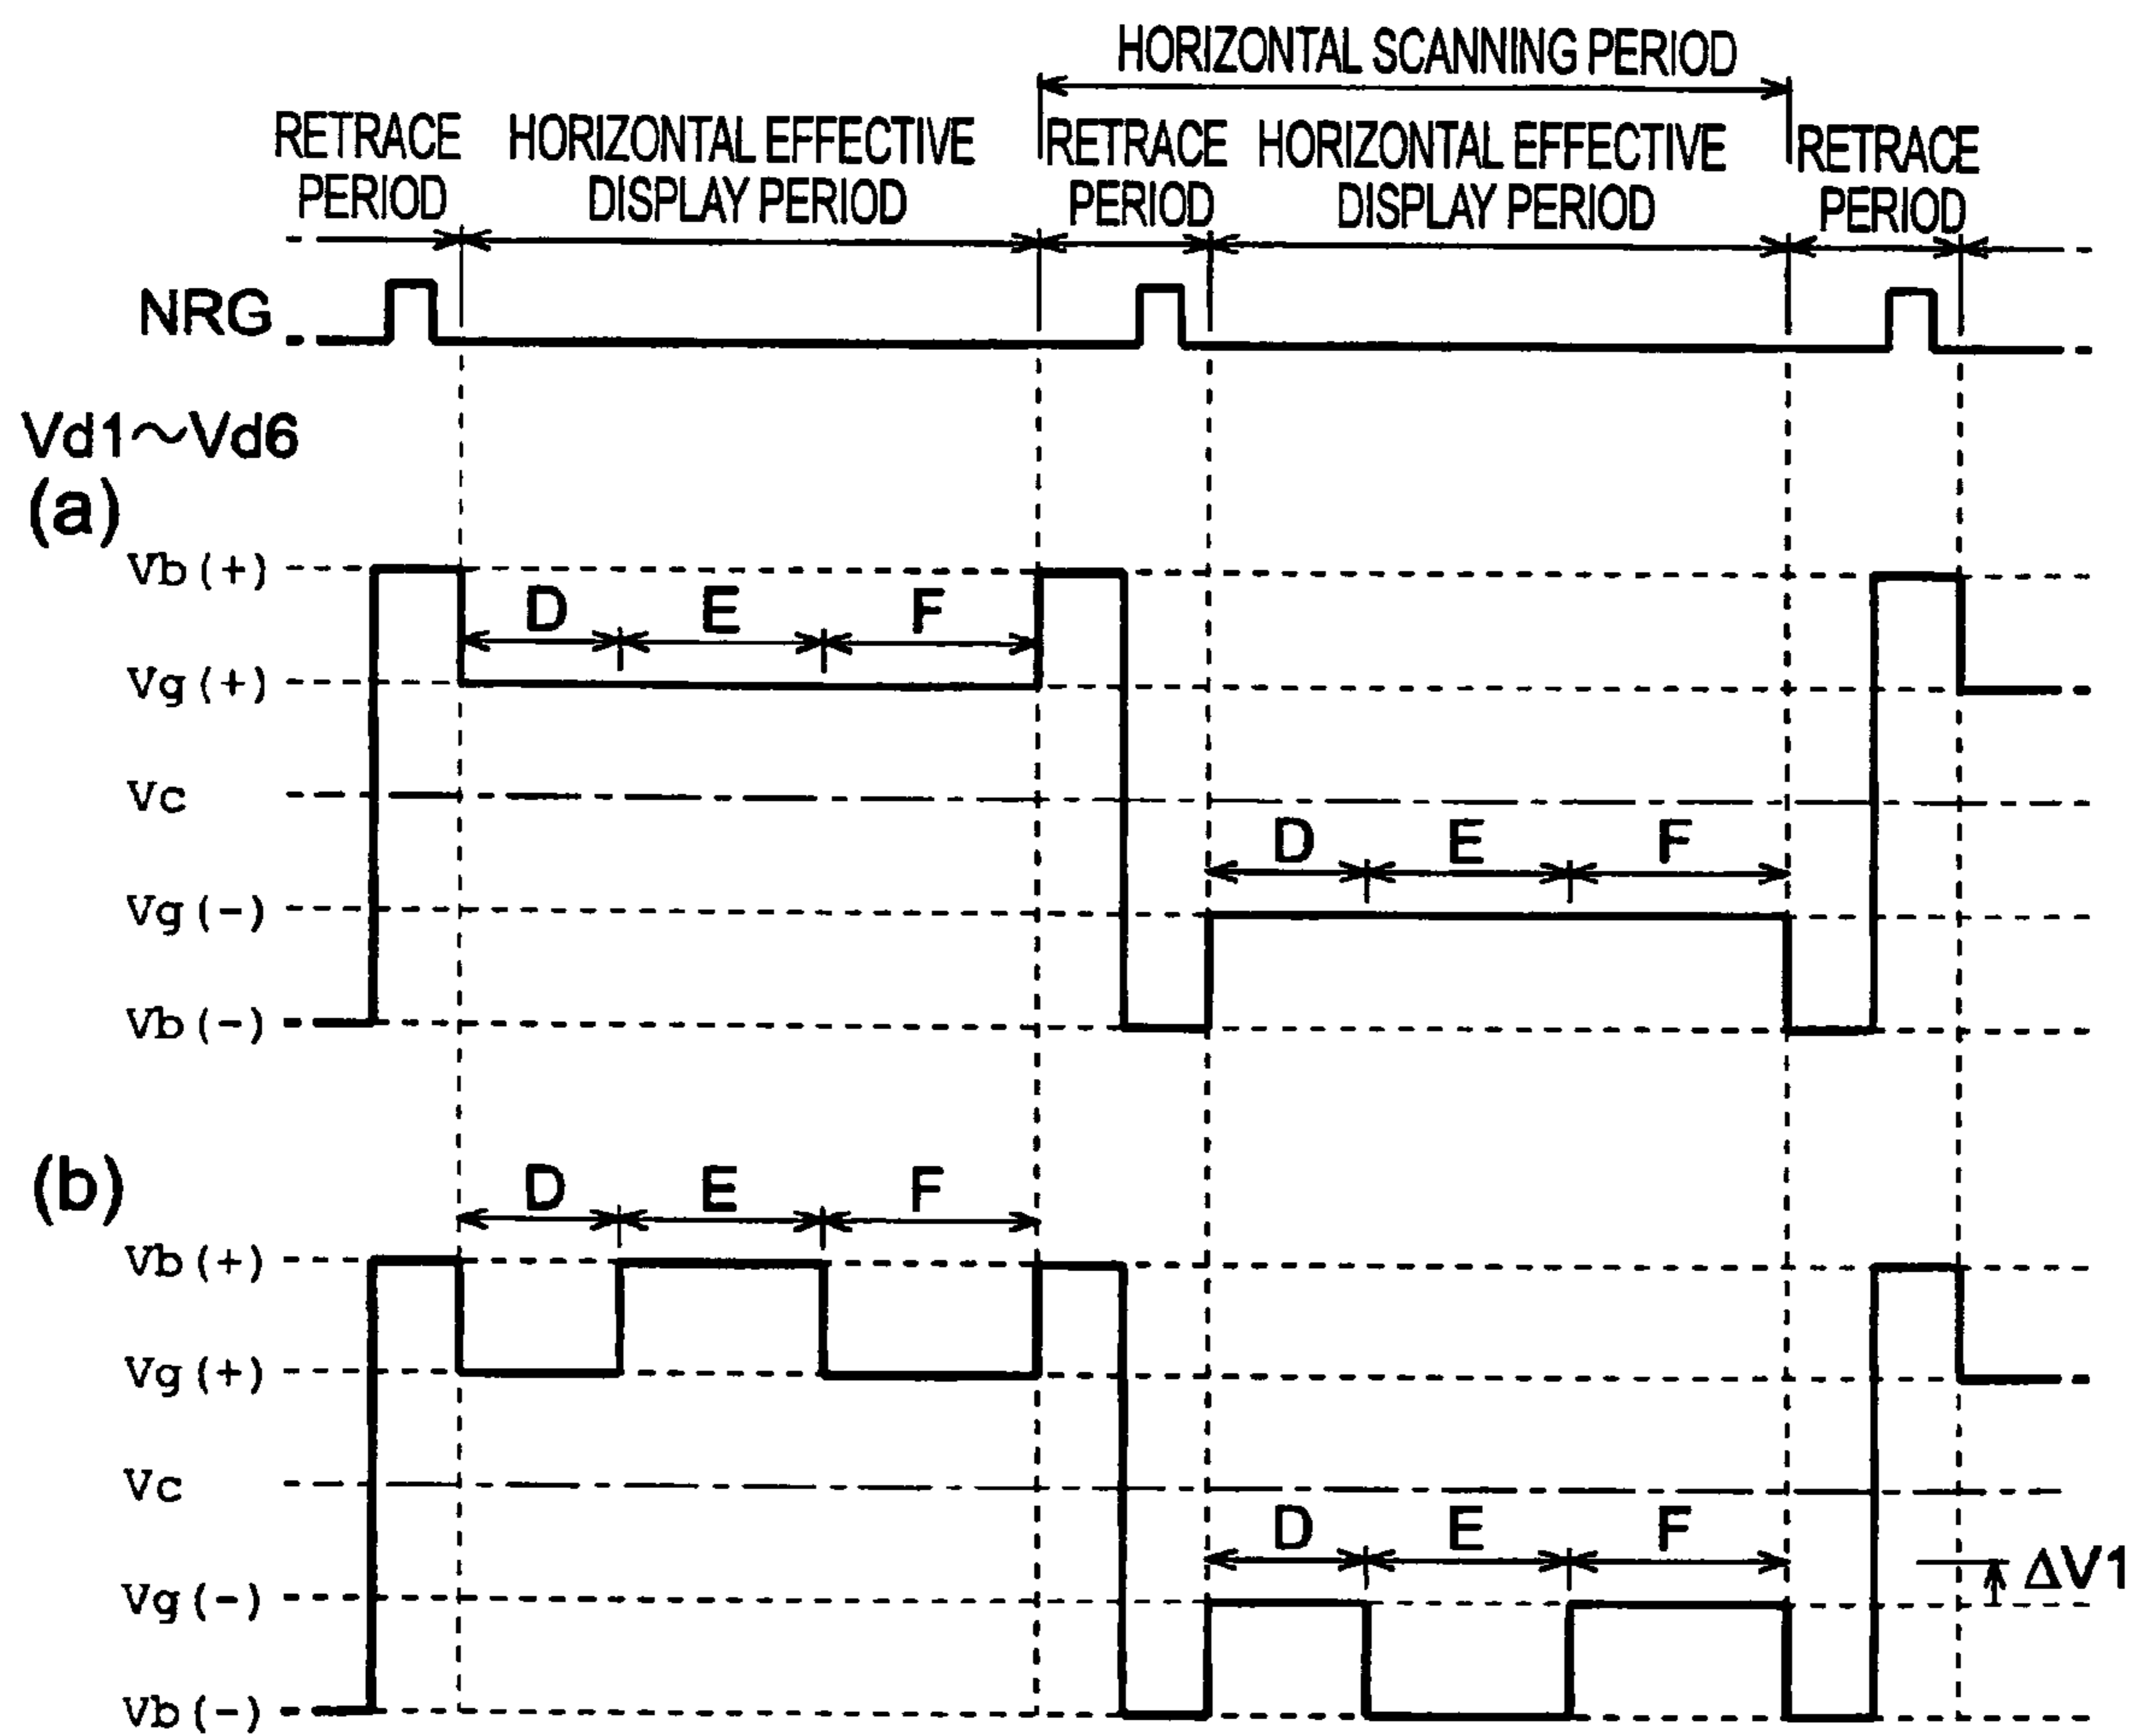 HORIZONTAL SCANNING PERIOD
RETRACE PERIOD
HORIZONTAL EFFECTIVE DISPLAY PERIOD
RETRACE PERIOD
HORIZONTAL EFFECTIVE DISPLAY PERIOD
RETRACE PERIOD
NRG
Vd1～Vd6
(a)
Vb(+)
D E F
Vg(+)
Vc
D E F
Vg(-)
Vb(-)
(b)
D E F
Vb(+)
Vg(+)
Vc
D E F
ΔV1
Vg(-)
Vb(-)